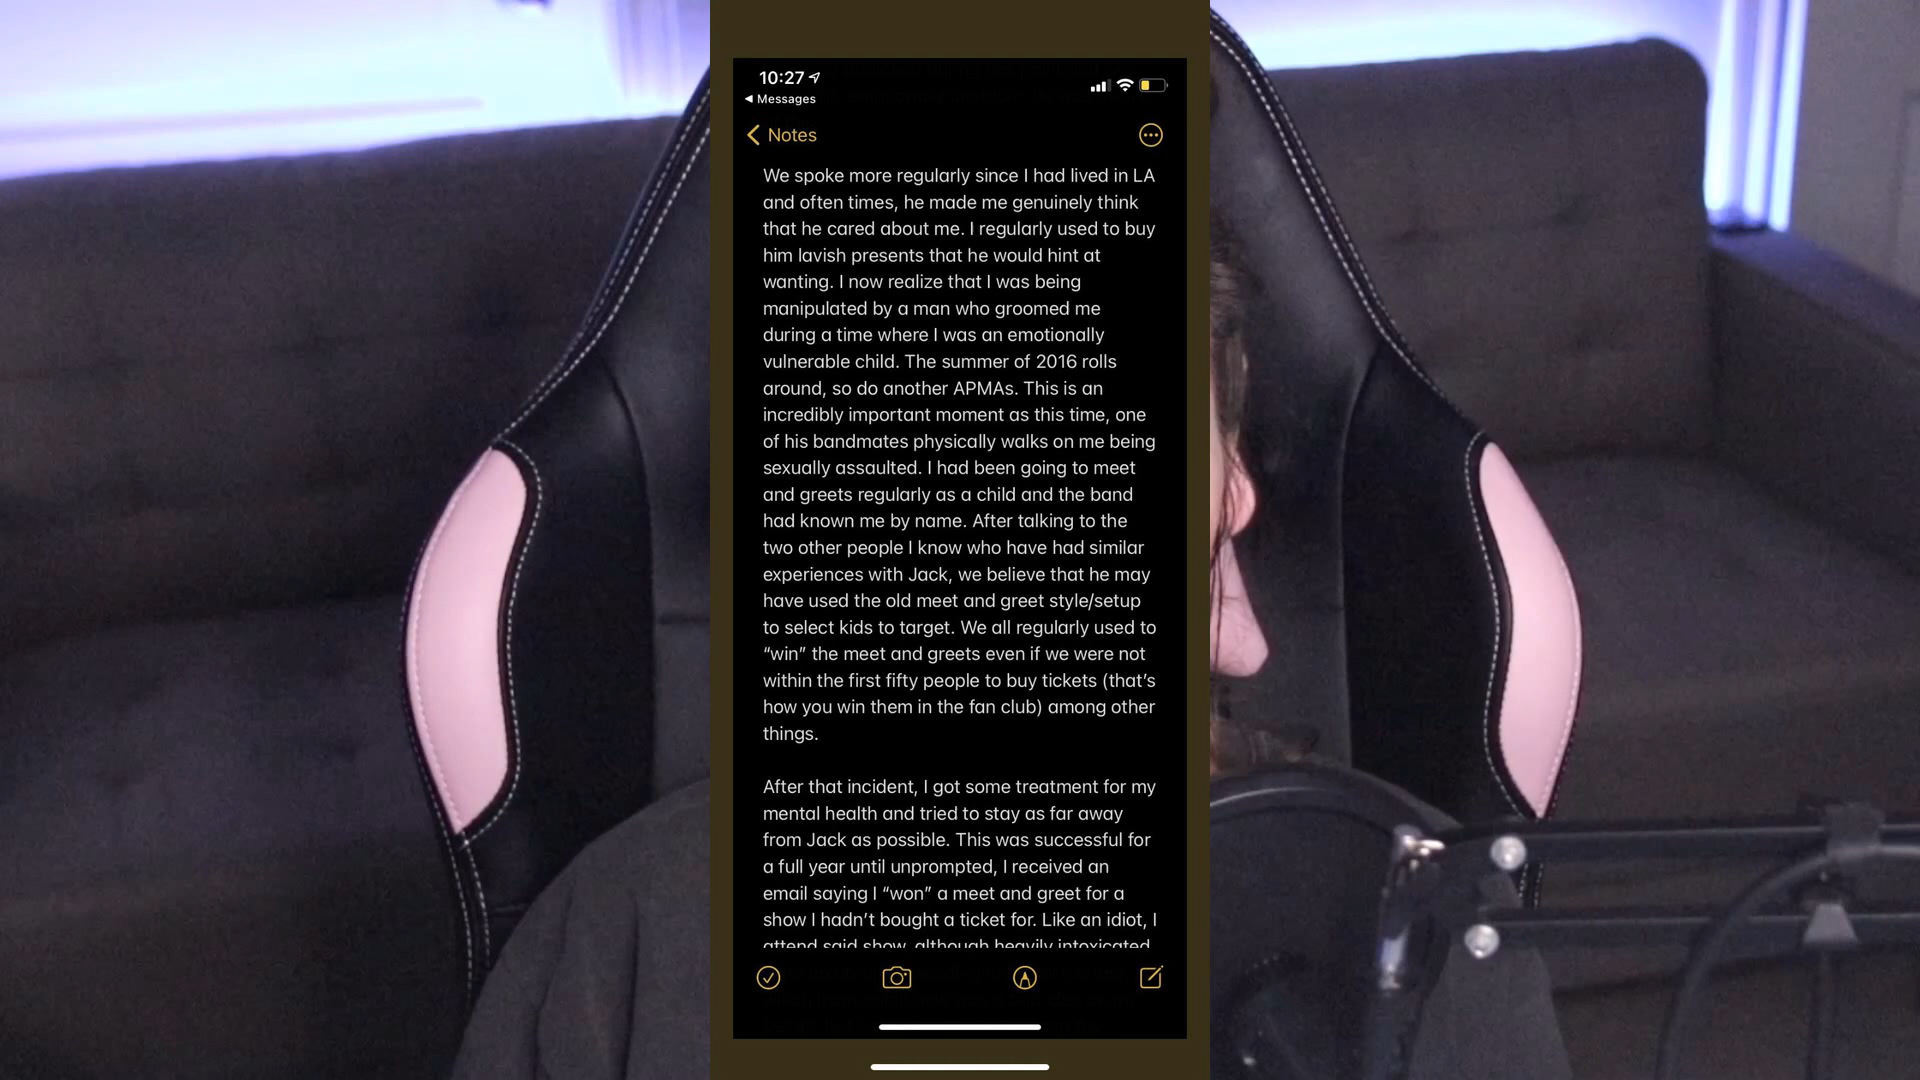 10:27
Messages
Notes
We spoke more regularly since I had lived in LA
and often times, he made me genuinely think
that he cared about me. I regularly used to buy
him lavish presents that he would hint at
wanting. I now realize that I was being
manipulated by a man who groomed me
during a time where I was an emotionally
vulnerable child. The summer of 2016 rolls
around, so do another APMAs. This is an
incredibly important moment as this time, one
of his bandmates physically walks on me being
sexually assaulted. I had been going to meet
and greets regularly as a child and the band
had known me by name. After talking to the
two other people I know who have had similar
experiences with Jack, we believe that he may
have used the old meet and greet style/setup
to select kids to target. We all regularly used to
“win” the meet and greets even if we were not
within the first fifty people to buy tickets (that’s
how you win them in the fan club) among other
things.
After that incident, I got some treatment for my
mental health and tried to stay as far away
from Jack as possible. This was successful for
a full year until unprompted, I received an
email saying I “won” a meet and greet for a
show I hadn’t bought a ticket for. Like an idiot, I
attend said show, although heavily intoxicated